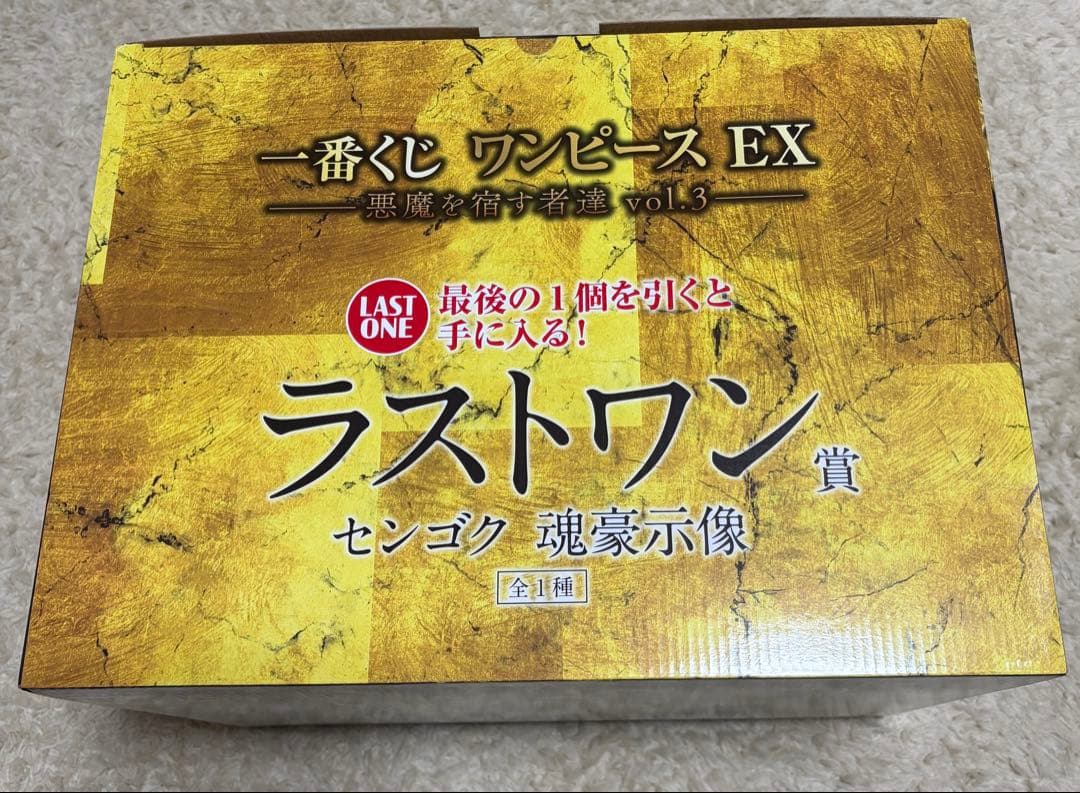 一番くじ ワンピース EX
悪魔を宿す者達 vol.3
LAST
ONE
最後の1個を引くと
手に入る!
ラストワン賞
センゴク 魂豪示像
全1種